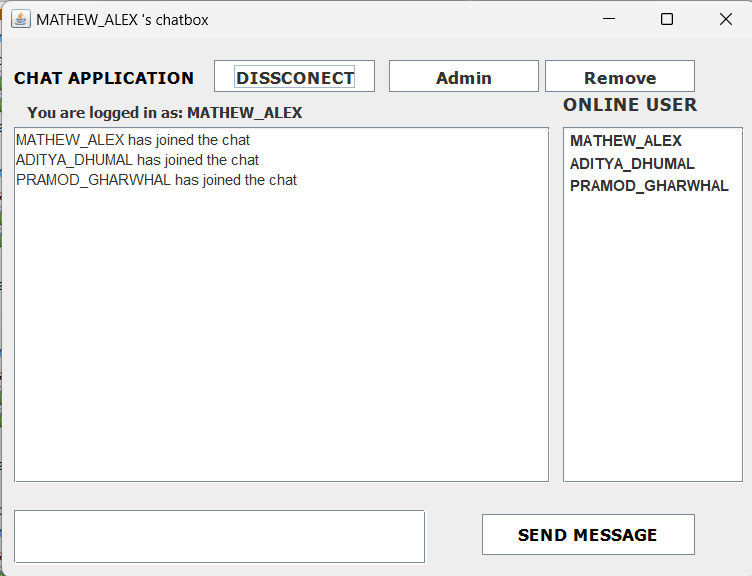 MATHEW_ALEX 's chatbox
CHAT APPLICATION DISSCONECT Admin Remove
You are logged in as: MATHEW_ALEX
ONLINE USER
MATHEW_ALEX has joined the chat
ADITYA_DHUMAL has joined the chat
PRAMOD_GHARWHAL has joined the chat
MATHEW_ALEX
ADITYA_DHUMAL
PRAMOD_GHARWHAL
SEND MESSAGE